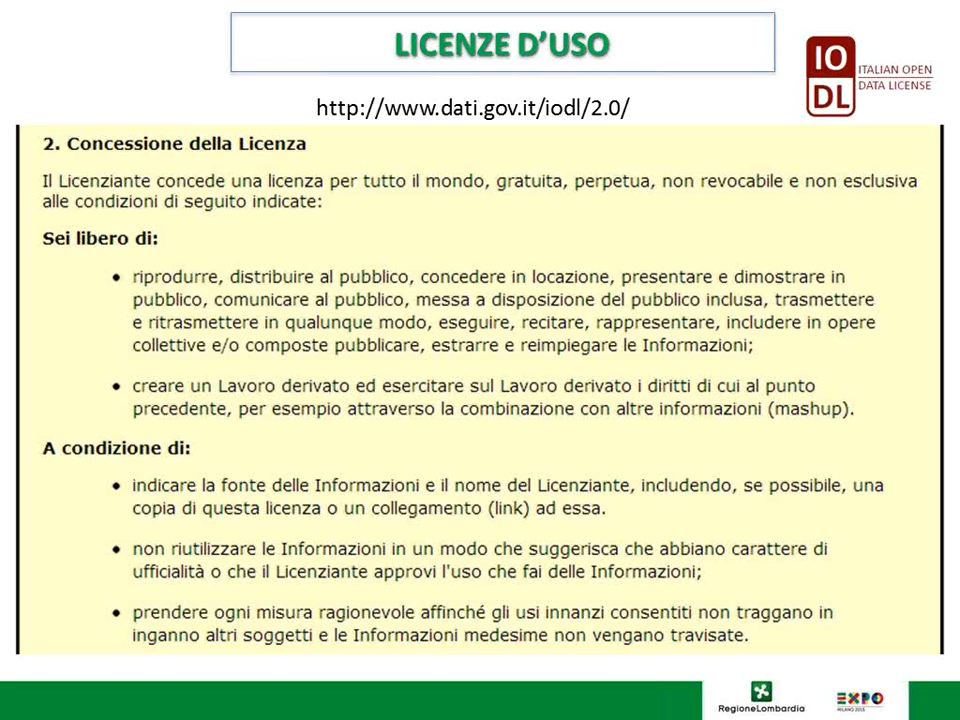 LICENZE D'USO
IO
DL
ITALIAN OPEN
DATA LICENSE
http://www.dati.gov.it/iodl/2.0/
2. Concessione della Licenza
Il Licenziante concede una licenza per tutto il mondo, gratuita, perpetua, non revocabile e non esclusiva
alle condizioni di seguito indicate:
Sei libero di:
• riprodurre, distribuire al pubblico, concedere in locazione, presentare e dimostrare in
pubblico, comunicare al pubblico, messa a disposizione del pubblico inclusa, trasmettere
e ritrasmettere in qualunque modo, eseguire, recitare, rappresentare, includere in opere
collettive e/o composte pubblicare, estrarre e reimpiegare le Informazioni;
• creare un Lavoro derivato ed esercitare sul Lavoro derivato i diritti di cui al punto
precedente, per esempio attraverso la combinazione con altre informazioni (mashup).
A condizione di:
• indicare la fonte delle Informazioni e il nome del Licenziante, includendo, se possibile, una
copia di questa licenza o un collegamento (link) ad essa.
• non riutilizzare le Informazioni in un modo che suggerisca che abbiano carattere di
ufficialità o che il Licenziante approvi l'uso che fai delle Informazioni;
• prendere ogni misura ragionevole affinché gli usi innanzi consentiti non traggano in
inganno altri soggetti e le Informazioni medesime non vengano travisate.
RegioneLombardia
EXPO
MILANO 2015